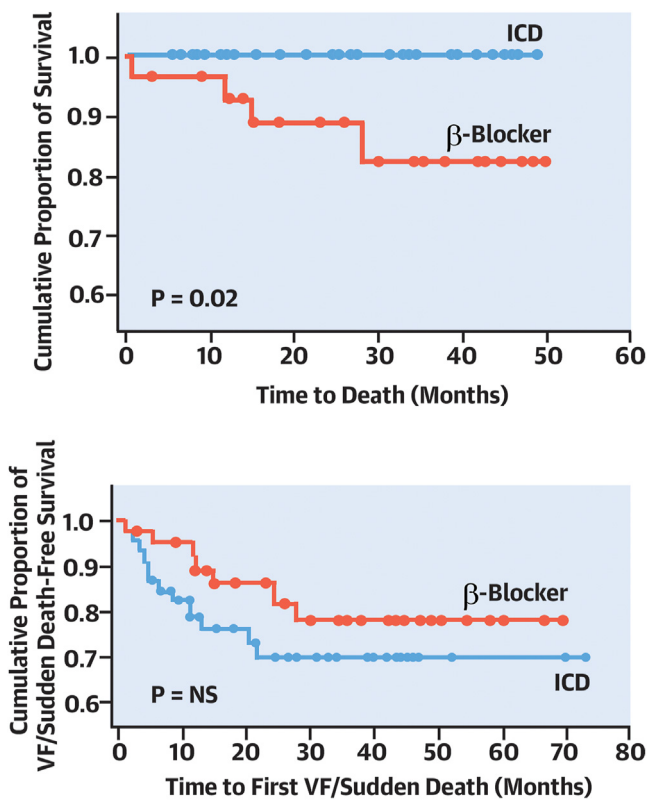 Cumulative Proportion of Survival
ICD
1.0
0.9
β-Blocker
0.8
0.7
0.6
P = 0.02
0 10 20 30 40 50 60
Time to Death (Months)
Cumulative Proportion of
VF/Sudden Death-Free Survival
1.0
0.9
β-Blocker
0.8
0.7
ICD
0.6
P = NS
0 10 20 30 40 50 60 70 80
Time to First VF/Sudden Death (Months)